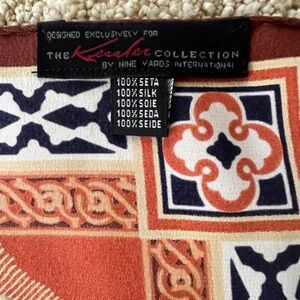 DESIGNED EXCLUSIVELY FOR
THE Kessler COLLECTION
BY NINE YARDS INTERNATIONAL
100%SETA
100%SILK
100%SOIE
100%SEDA
100%SEIDE